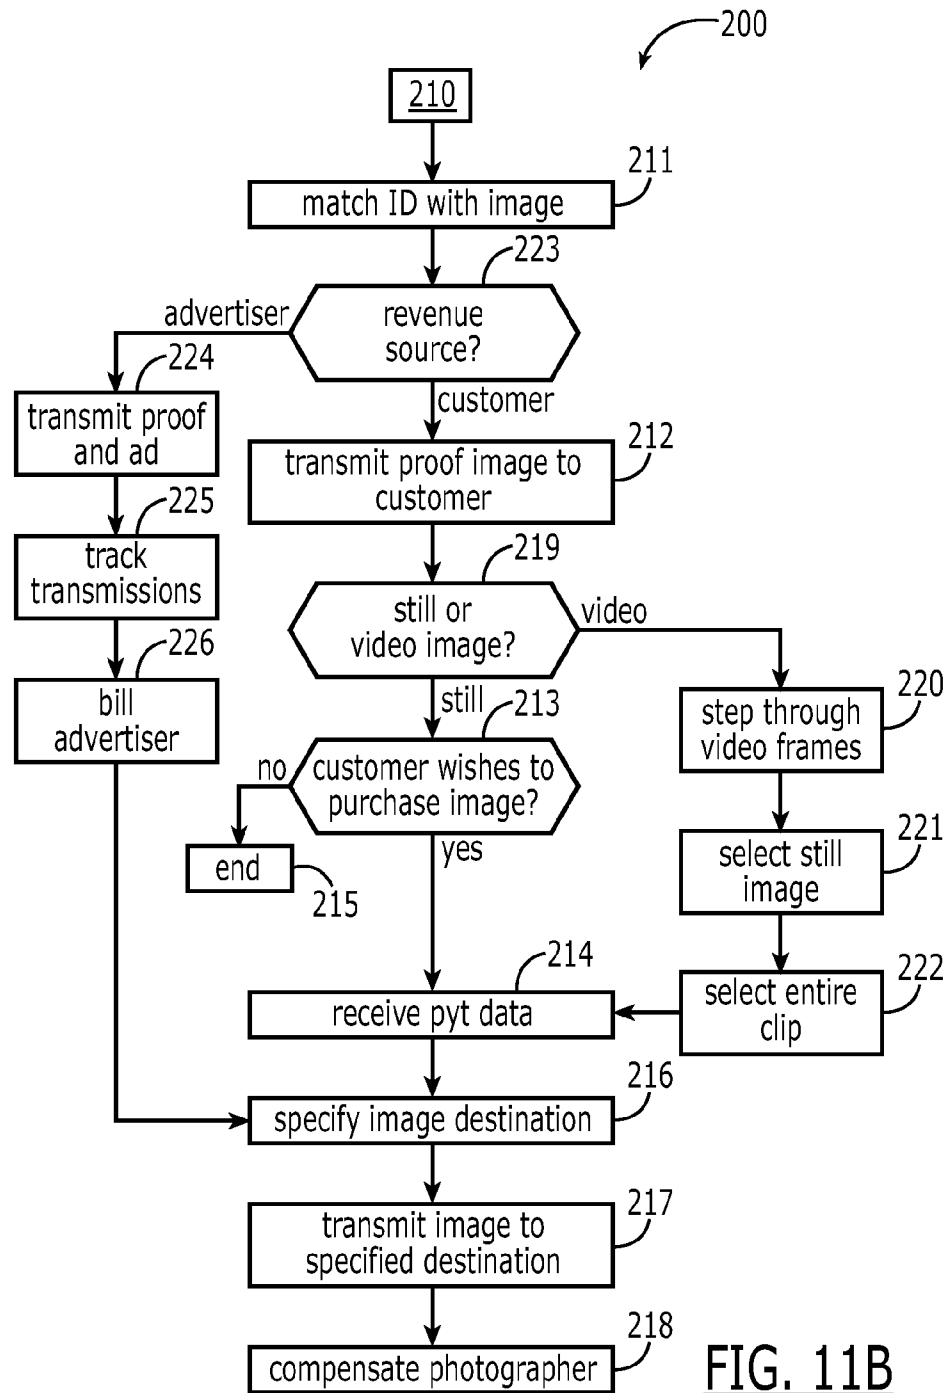 200
210
211
match ID with image
223
advertiser
revenue
source?
224
customer
transmit proof
and ad
212
transmit proof image to
customer
225
219
track
transmissions
still or
video image?
video
226
still
213
220
bill
advertiser
step through
video frames
no
customer wishes to
purchase image?
yes
end
215
221
select still
image
214
222
receive pyt data
select entire
clip
216
specify image destination
217
transmit image to
specified destination
218
compensate photographer
FIG. 11B